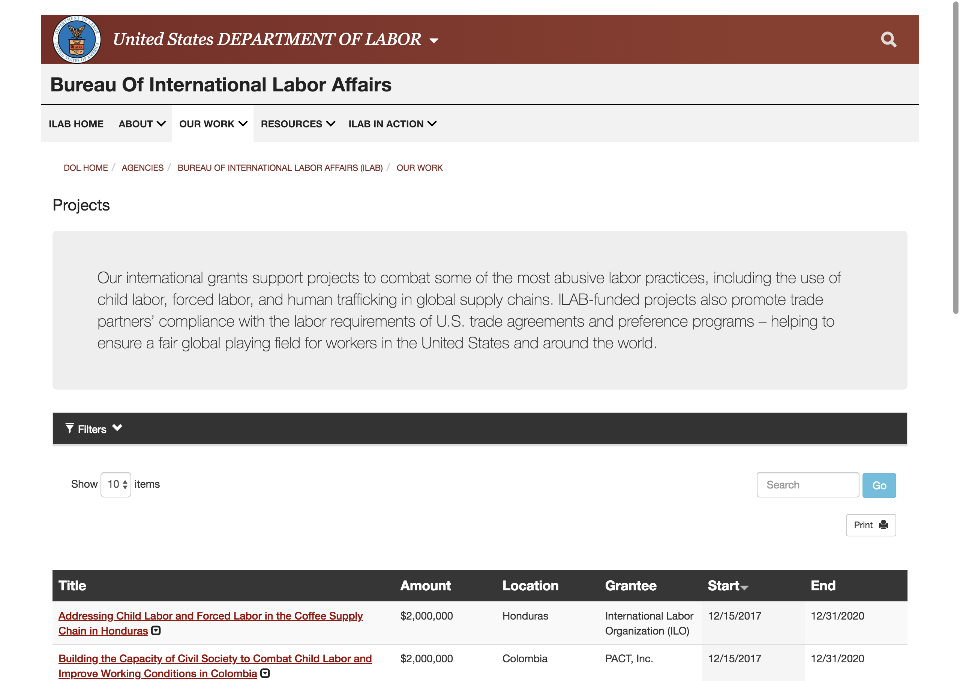 United States DEPARTMENT OF LABOR
Bureau Of International Labor Affairs
ILAB HOME ABOUT OUR WORK RESOURCES ILAB IN ACTION
DOL HOME / AGENCIES / BUREAU OF INTERNATIONAL LABOR AFFAIRS (ILAB) / OUR WORK
Projects
Our international grants support projects to combat some of the most abusive labor practices, including the use of
child labor, forced labor, and human trafficking in global supply chains. ILAB-funded projects also promote trade
partners’ compliance with the labor requirements of U.S. trade agreements and preference programs – helping to
ensure a fair global playing field for workers in the United States and around the world.
Filters
Show 10 items
Search Go
Print
Title Amount Location Grantee Start End
Addressing Child Labor and Forced Labor in the Coffee Supply $2,000,000 Honduras International Labor 12/15/2017 12/31/2020
Chain in Honduras Organization (ILO)
Building the Capacity of Civil Society to Combat Child Labor and $2,000,000 Colombia PACT, Inc. 12/15/2017 12/31/2020
Improve Working Conditions in Colombia